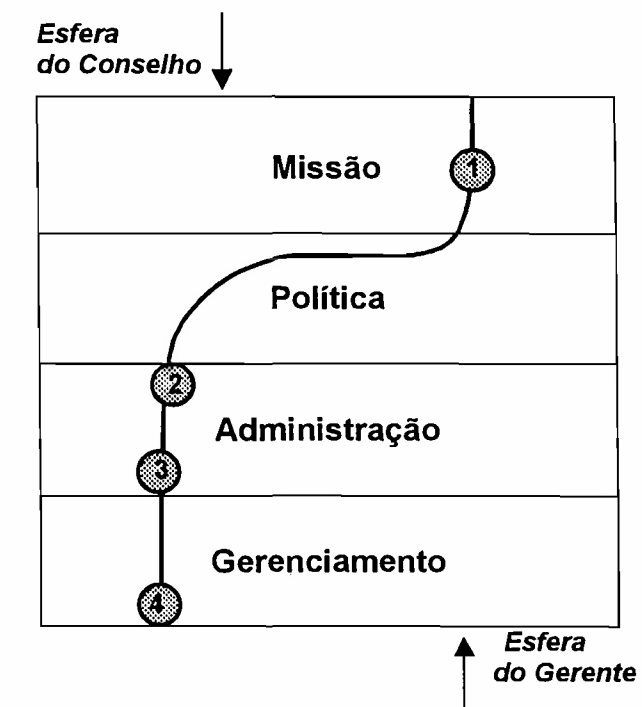 Esfera
do Conselho
Missão
1
Política
2
Administração
3
Gerenciamento
4
Esfera
do Gerente